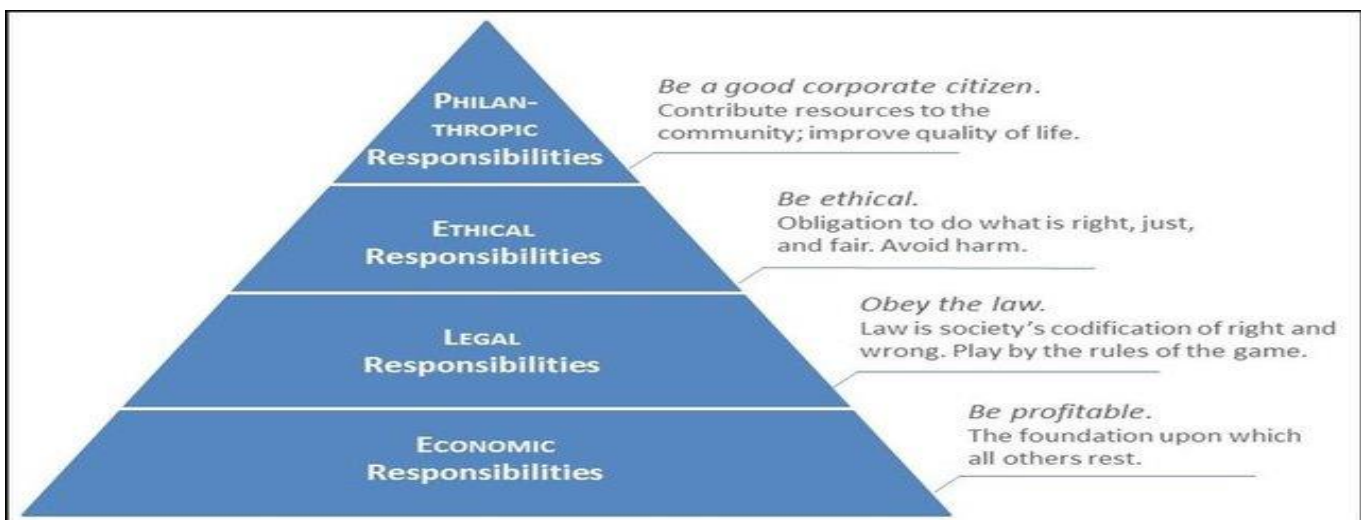 PHILAN-
THROPIC
Responsibilities
Be a good corporate citizen.
Contribute resources to the
community; improve quality of life.
ETHICAL
Responsibilities
Be ethical.
Obligation to do what is right, just,
and fair. Avoid harm.
LEGAL
Responsibilities
Obey the law.
Law is society's codification of right and
wrong. Play by the rules of the game.
ECONOMIC
Responsibilities
Be profitable.
The foundation upon which
all others rest.